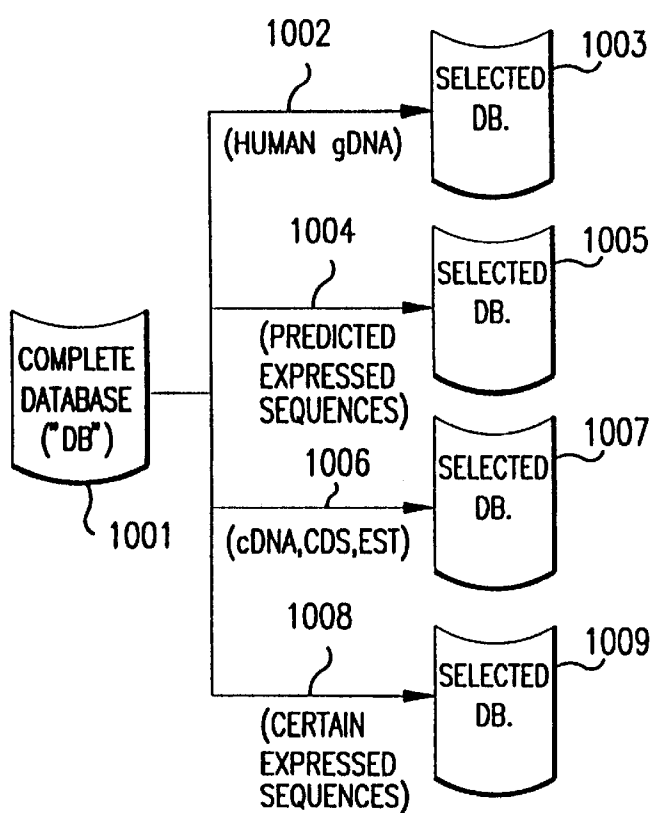 1002
1003
SELECTED
DB.
(HUMAN gDNA)
1004
1005
SELECTED
DB.
(PREDICTED
EXPRESSED
SEQUENCES)
COMPLETE
DATABASE
("DB")
1001
1006
1007
SELECTED
DB.
(cDNA,CDS,EST)
1008
1009
SELECTED
DB.
(CERTAIN
EXPRESSED
SEQUENCES)